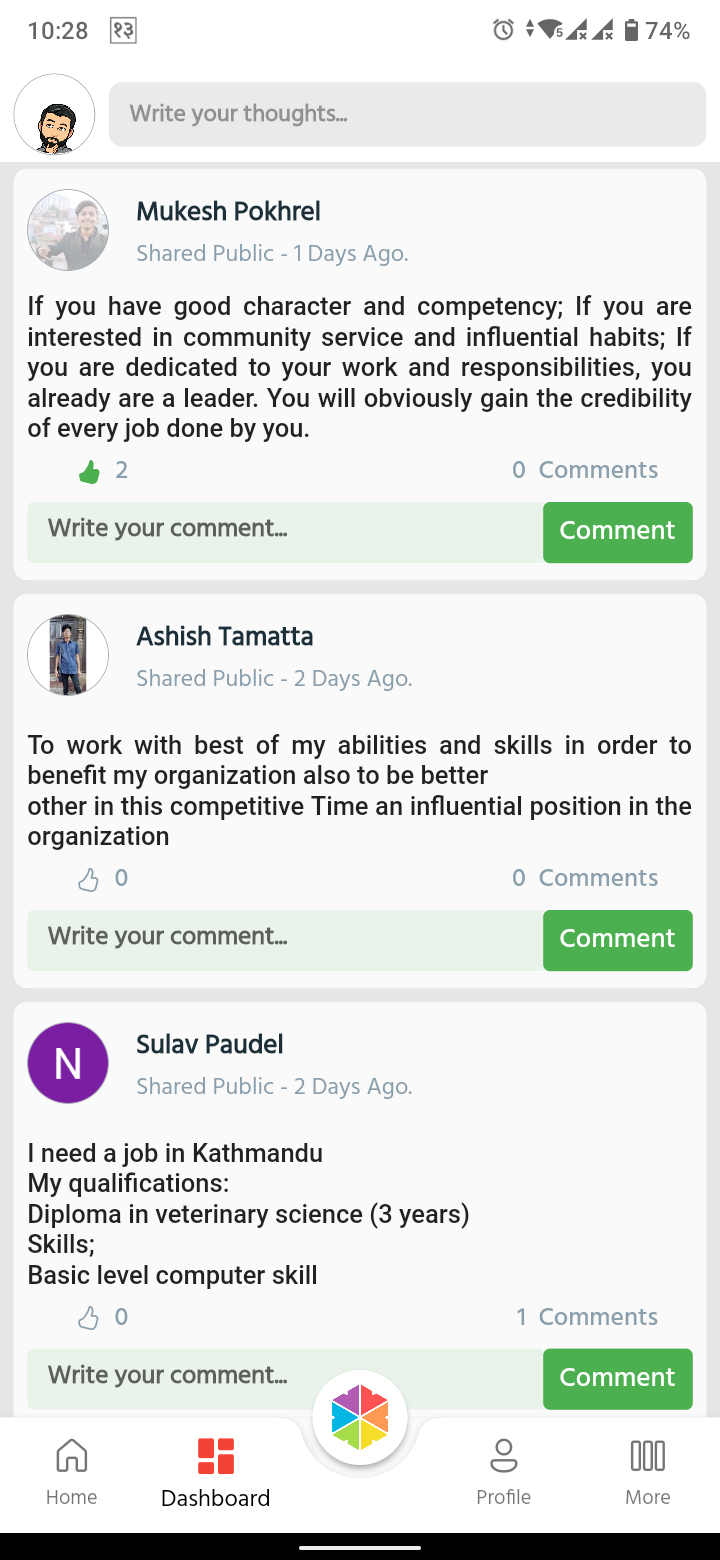 10:28 १३ 5 74%
Write your thoughts...
Mukesh Pokhrel
Shared Public - 1 Days Ago.
If you have good character and competency; If you are
interested in community service and influential habits; If
you are dedicated to your work and responsibilities, you
already are a leader. You will obviously gain the credibility
of every job done by you.
2 0 Comments
Write your comment... Comment
Ashish Tamatta
Shared Public - 2 Days Ago.
To work with best of my abilities and skills in order to
benefit my organization also to be better
other in this competitive Time an influential position in the
organization
0 0 Comments
Write your comment... Comment
N
Sulav Paudel
Shared Public - 2 Days Ago.
I need a job in Kathmandu
My qualifications:
Diploma in veterinary science (3 years)
Skills;
Basic level computer skill
0 1 Comments
Write your comment... Comment
Home Dashboard Profile More